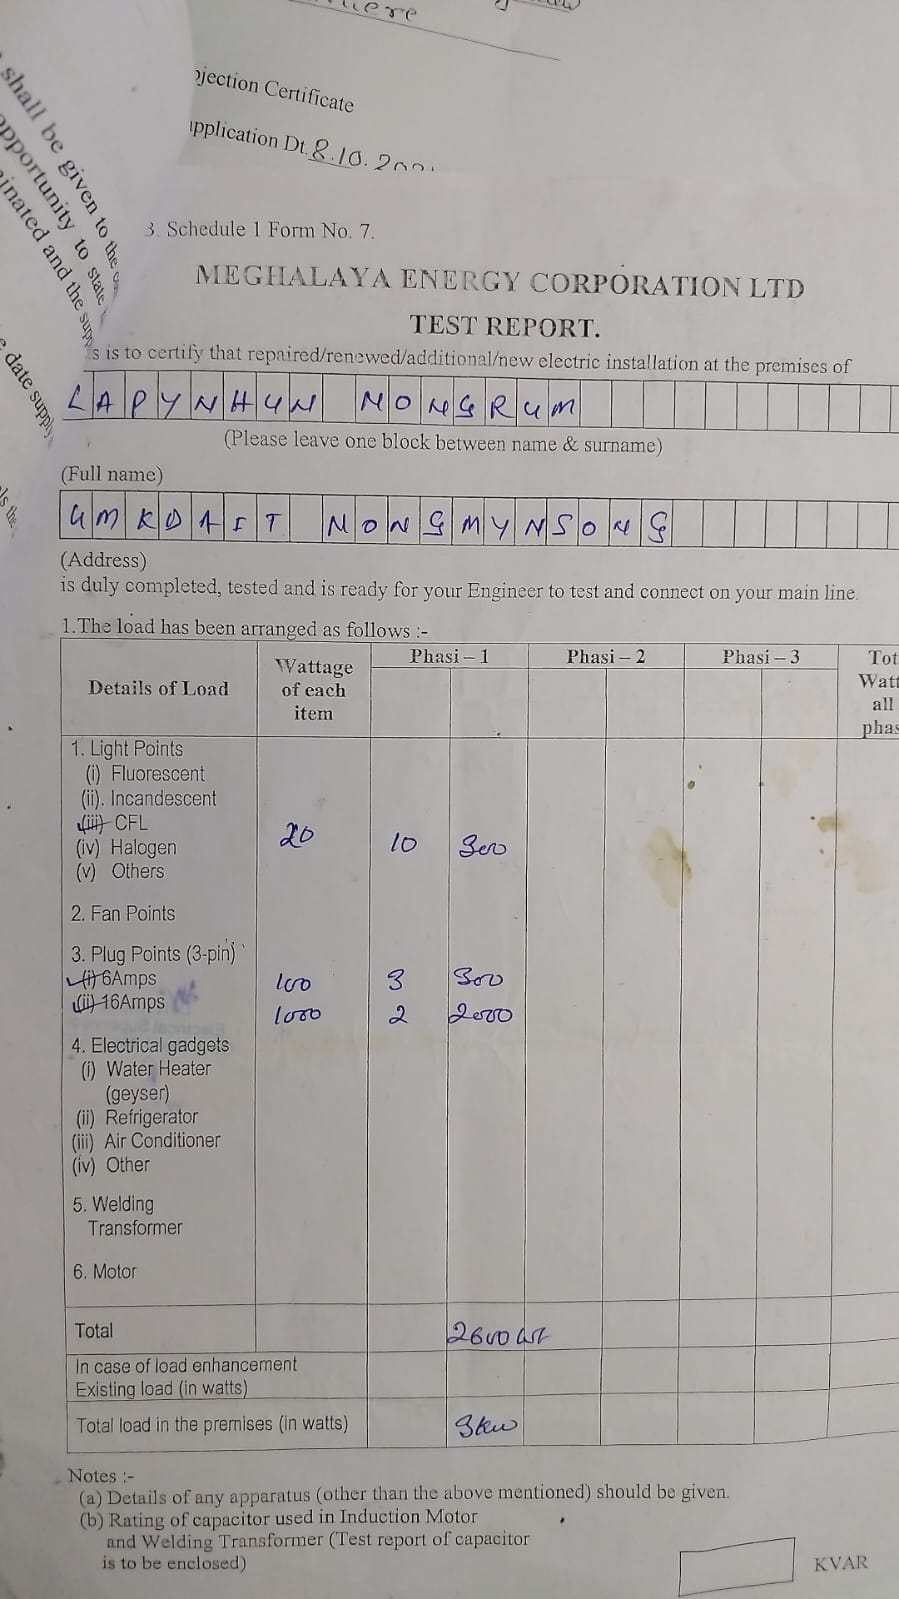 shall be given to the
opportunity to state
inated and the supp
date supply
ojection Certificate
application Dt. 8.10.
3. Schedule 1 Form No. 7.
MEGHALAYA ENERGY CORPORATION LTD
TEST REPORT.
s is to certify that repaired/renewed/additional/new electric installation at the premises of
LAPYNHUN NONGRUM
(Please leave one block between name & surname)
(Full name)
UMKDAIT NONGMYNSONG
(Address)
is duly completed, tested and is ready for your Engineer to test and connect on your main line.
1.The load has been arranged as follows :-
Details of Load Wattage of each item Phasi – 1 Phasi – 2 Phasi – 3 Tot Watt all phas
1. Light Points
(i) Fluorescent
(ii). Incandescent
(iii) CFL 20 10 300
(iv) Halogen
(v) Others
2. Fan Points
3. Plug Points (3-pin)
(i) 6Amps 100 3 300
(ii) 16Amps 1000 2 2000
4. Electrical gadgets
(i) Water Heater
(geyser)
(ii) Refrigerator
(iii) Air Conditioner
(iv) Other
5. Welding
Transformer
6. Motor
Total 2600
In case of load enhancement
Existing load (in watts)
Total load in the premises (in watts) 3kw
Notes :-
(a) Details of any apparatus (other than the above mentioned) should be given.
(b) Rating of capacitor used in Induction Motor
and Welding Transformer (Test report of capacitor
is to be enclosed)
KVAR